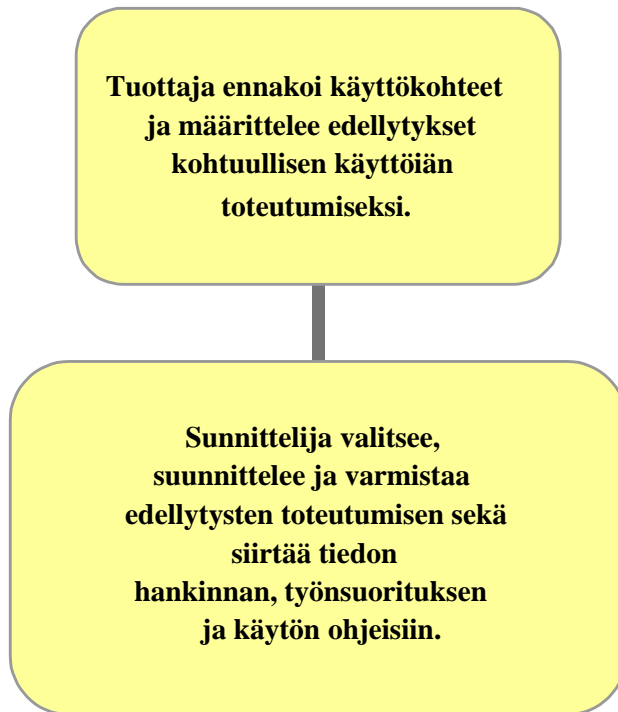 Tuottaja ennakoi käyttökohteet
ja määrittelee edellytykset
kohtuullisen käyttöiän
toteutumiseksi.
Sunnittelija valitsee,
suunnittelee ja varmistaa
edellytysten toteutumisen sekä
siirtää tiedon
hankinnan, työnsuorituksen
ja käytön ohjeisiin.